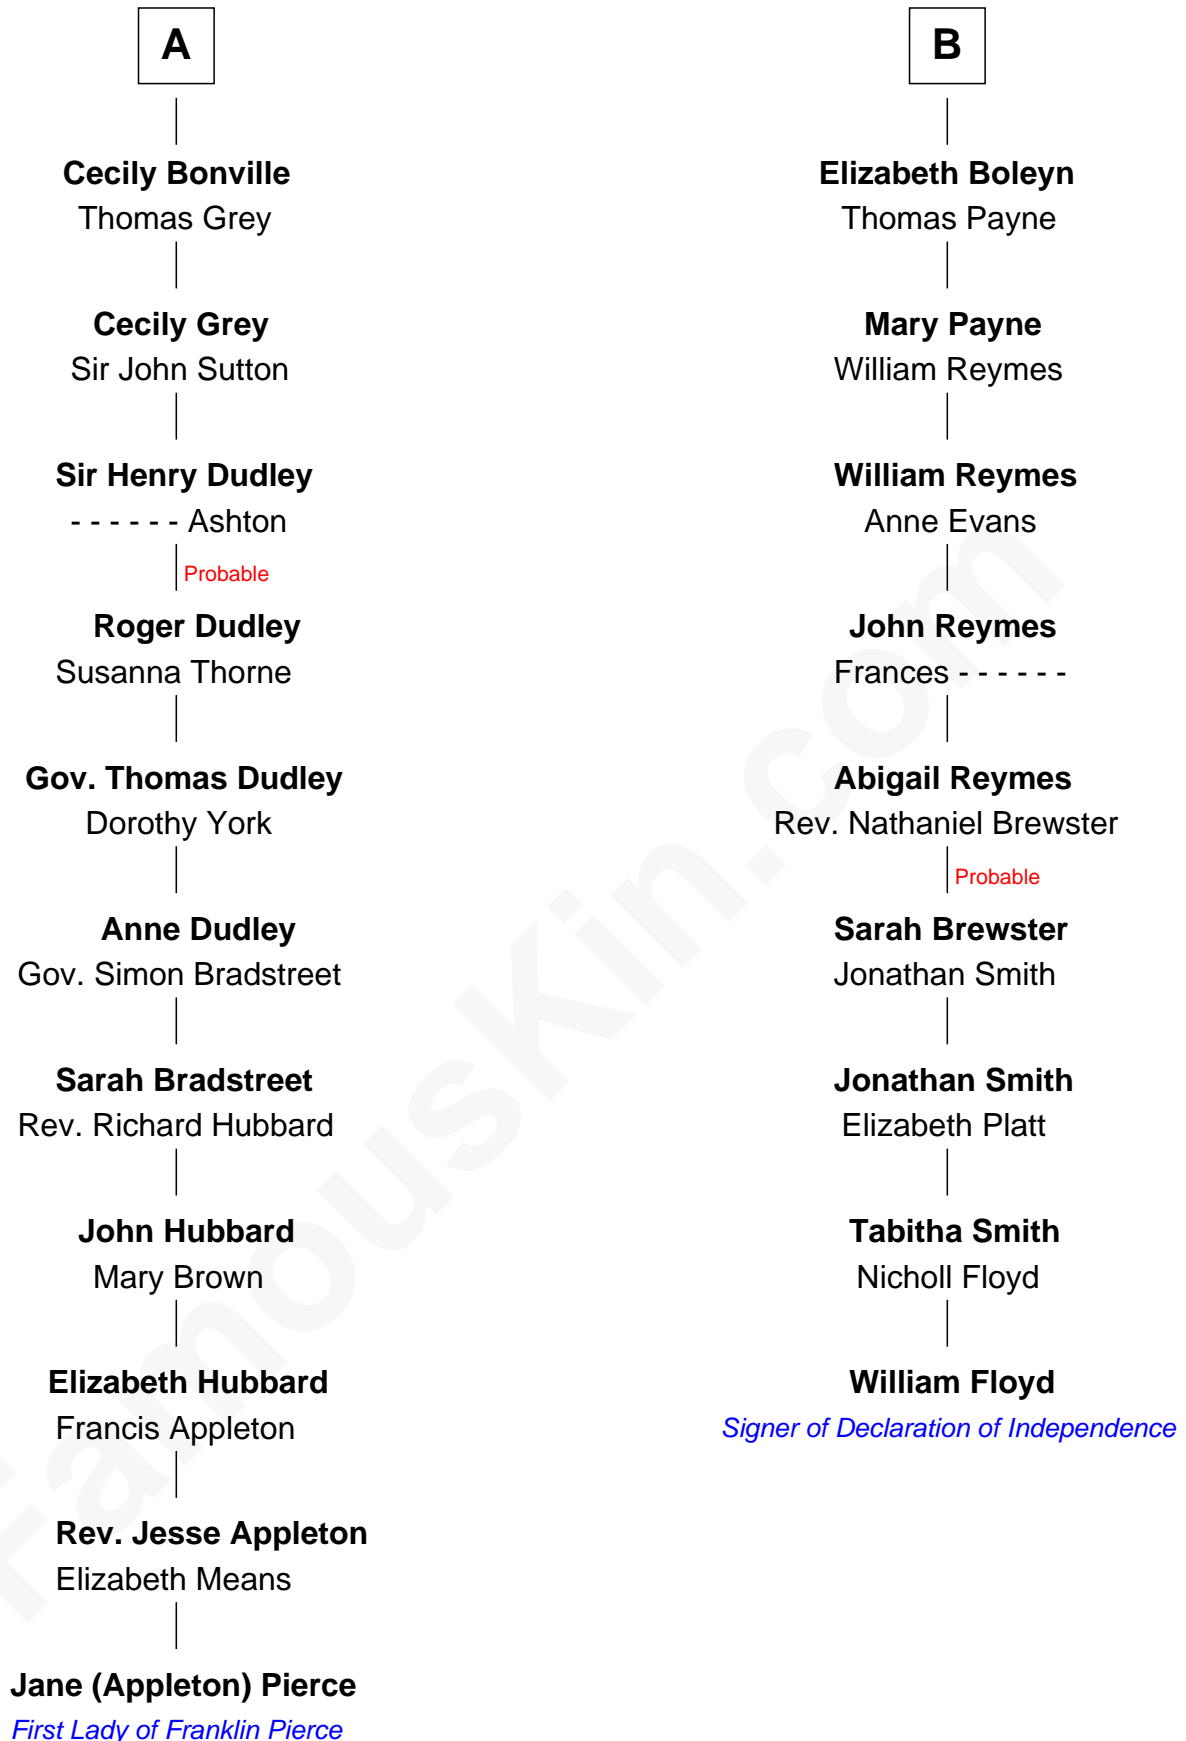 A
Cecily Bonville
Thomas Grey
Cecily Grey
Sir John Sutton
Sir Henry Dudley
- - - - - - Ashton
Probable
Roger Dudley
Susanna Thorne
Gov. Thomas Dudley
Dorothy York
Anne Dudley
Gov. Simon Bradstreet
Sarah Bradstreet
Rev. Richard Hubbard
John Hubbard
Mary Brown
Elizabeth Hubbard
Francis Appleton
Rev. Jesse Appleton
Elizabeth Means
Jane (Appleton) Pierce
First Lady of Franklin Pierce
B
Elizabeth Boleyn
Thomas Payne
Mary Payne
William Reymes
William Reymes
Anne Evans
John Reymes
Frances - - - - - -
Abigail Reymes
Rev. Nathaniel Brewster
Probable
Sarah Brewster
Jonathan Smith
Jonathan Smith
Elizabeth Platt
Tabitha Smith
Nicholl Floyd
William Floyd
Signer of Declaration of Independence
FamousKin.com